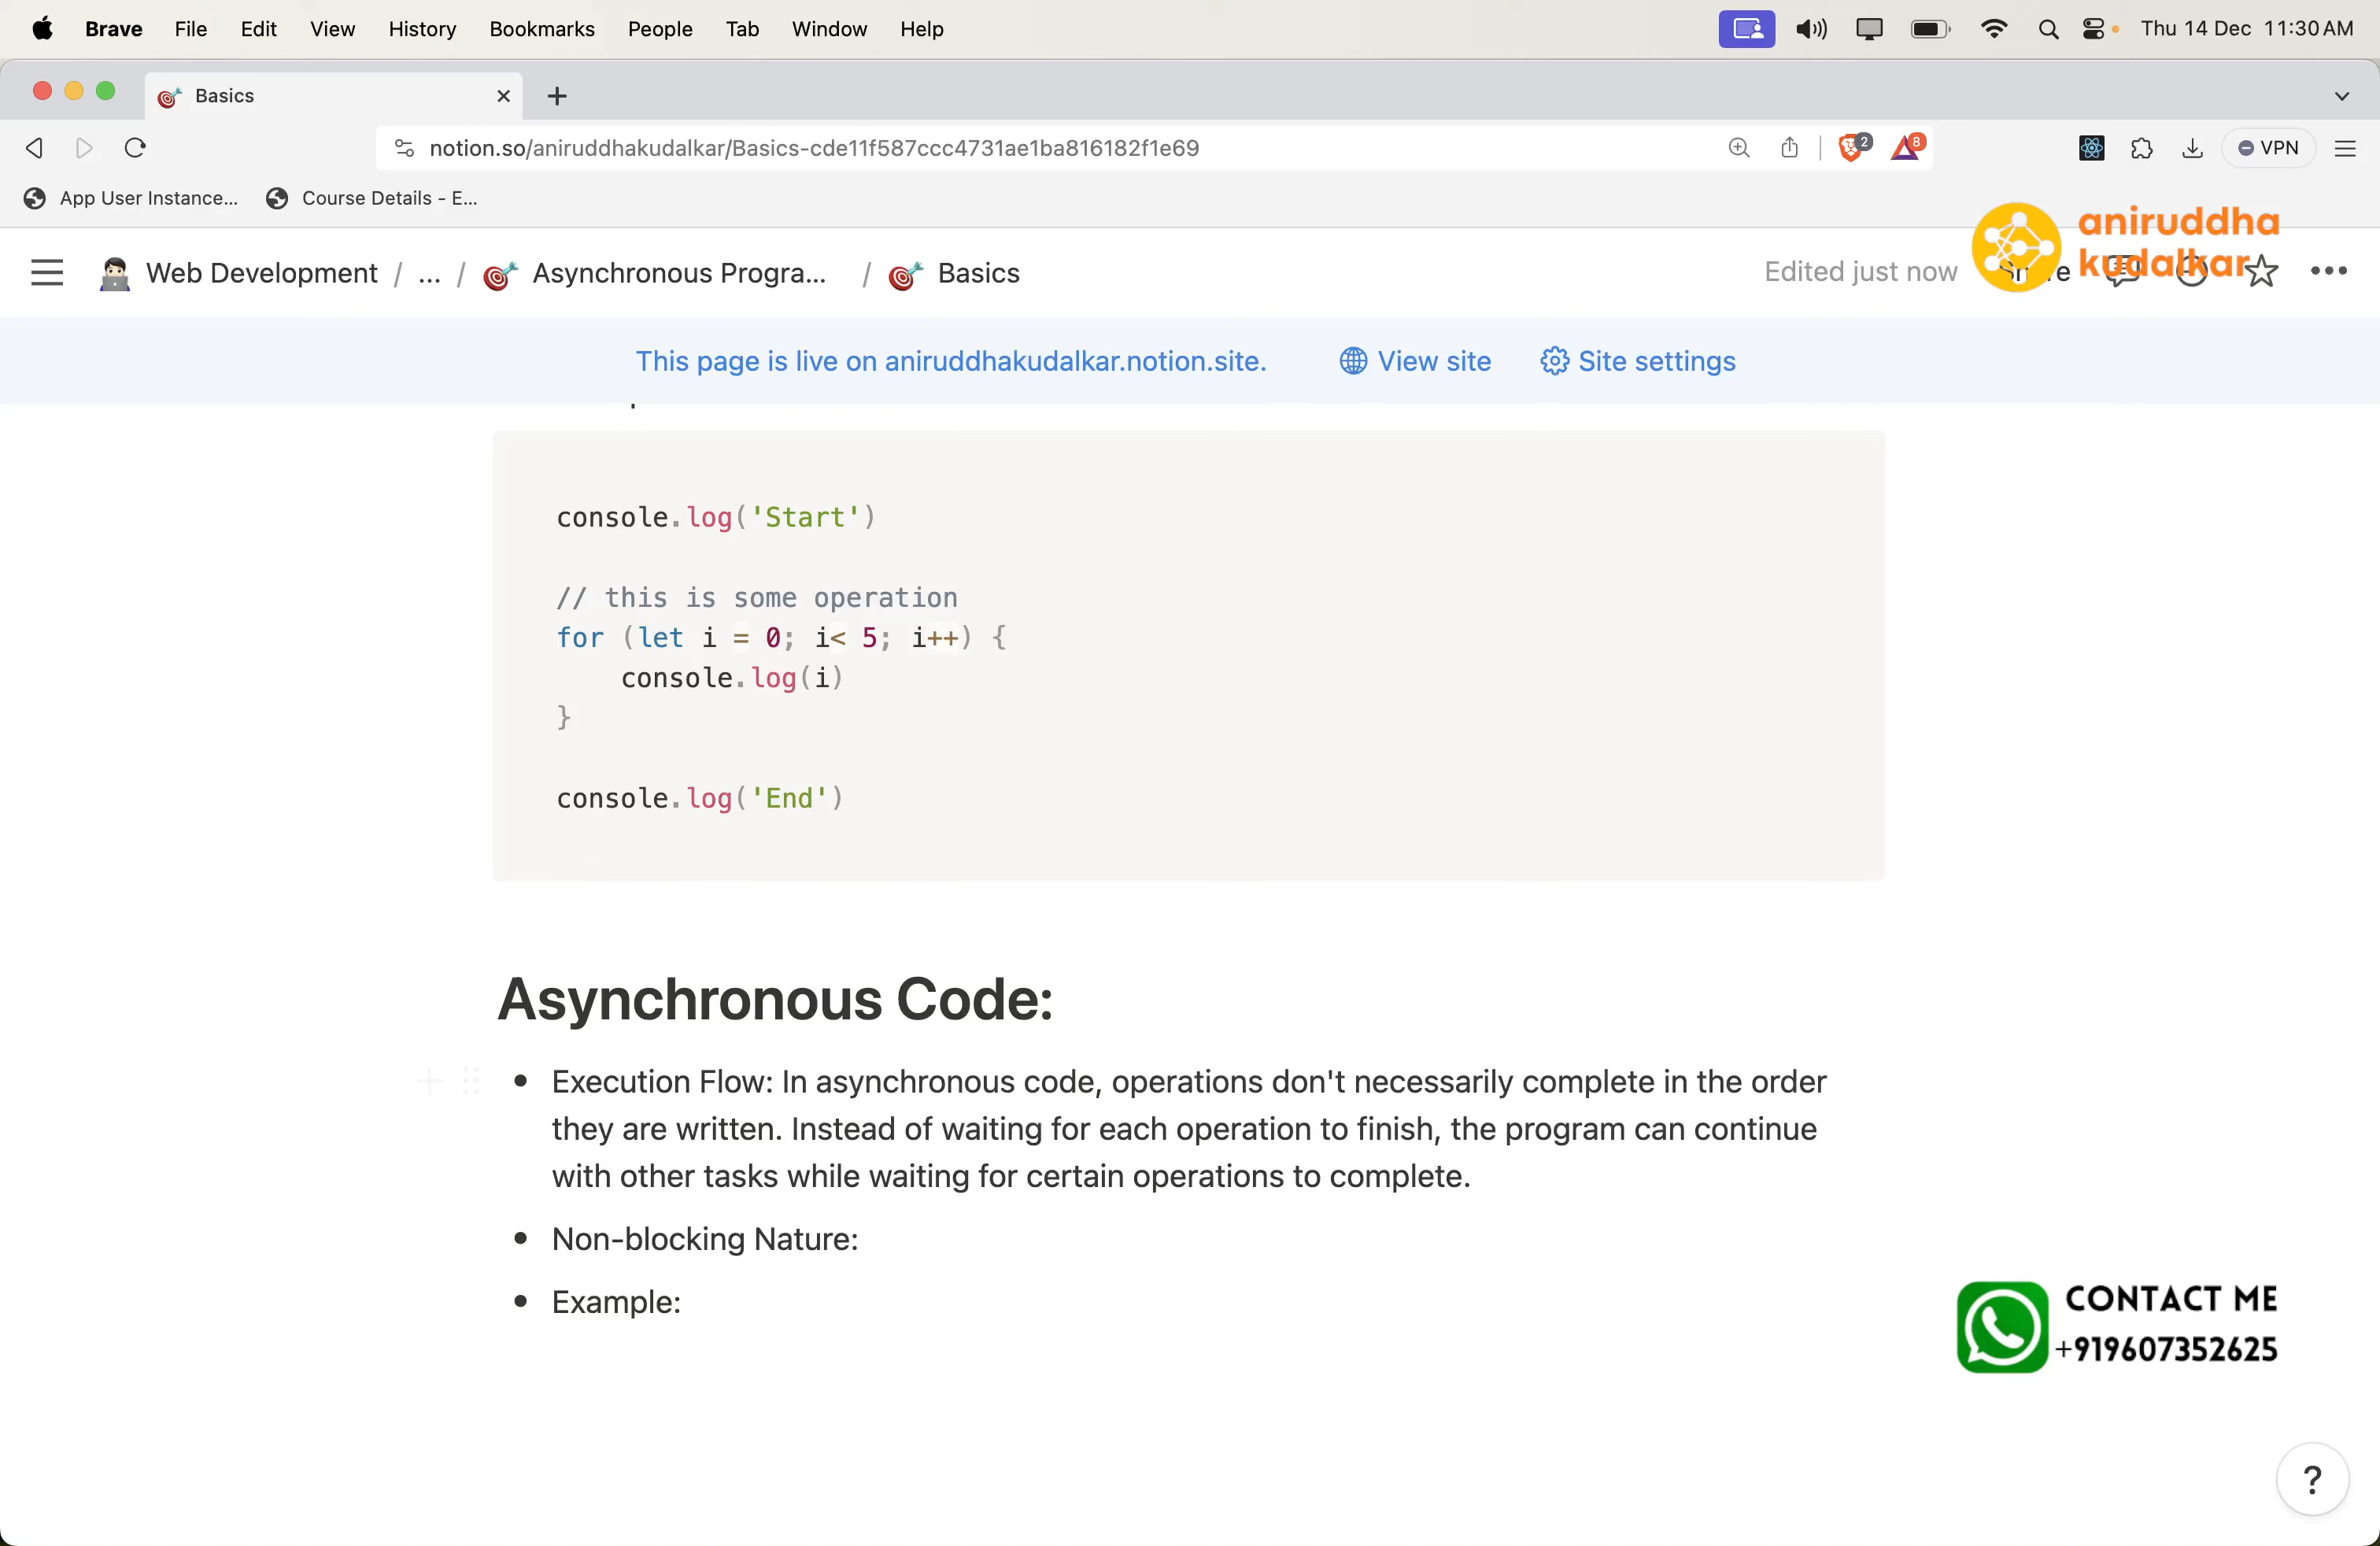 Brave File Edit View History Bookmarks People Tab Window Help Thu 14 Dec 11:30 AM
Basics
notion.so/aniruddhakudalkar/Basics-cde11f587ccc4731ae1ba816182f1e69 2 8 VPN
App User Instance... Course Details - E...
aniruddha
kudalkar
Web Development / ... / Asynchronous Progra... / Basics Edited just now
This page is live on aniruddhakudalkar.notion.site. View site Site settings
console.log('Start')
// this is some operation
for (let i = 0; i< 5; i++) {
console.log(i)
}
console.log('End')
Asynchronous Code:
• Execution Flow: In asynchronous code, operations don't necessarily complete in the order
they are written. Instead of waiting for each operation to finish, the program can continue
with other tasks while waiting for certain operations to complete.
• Non-blocking Nature:
• Example:
CONTACT ME
+919607352625
?